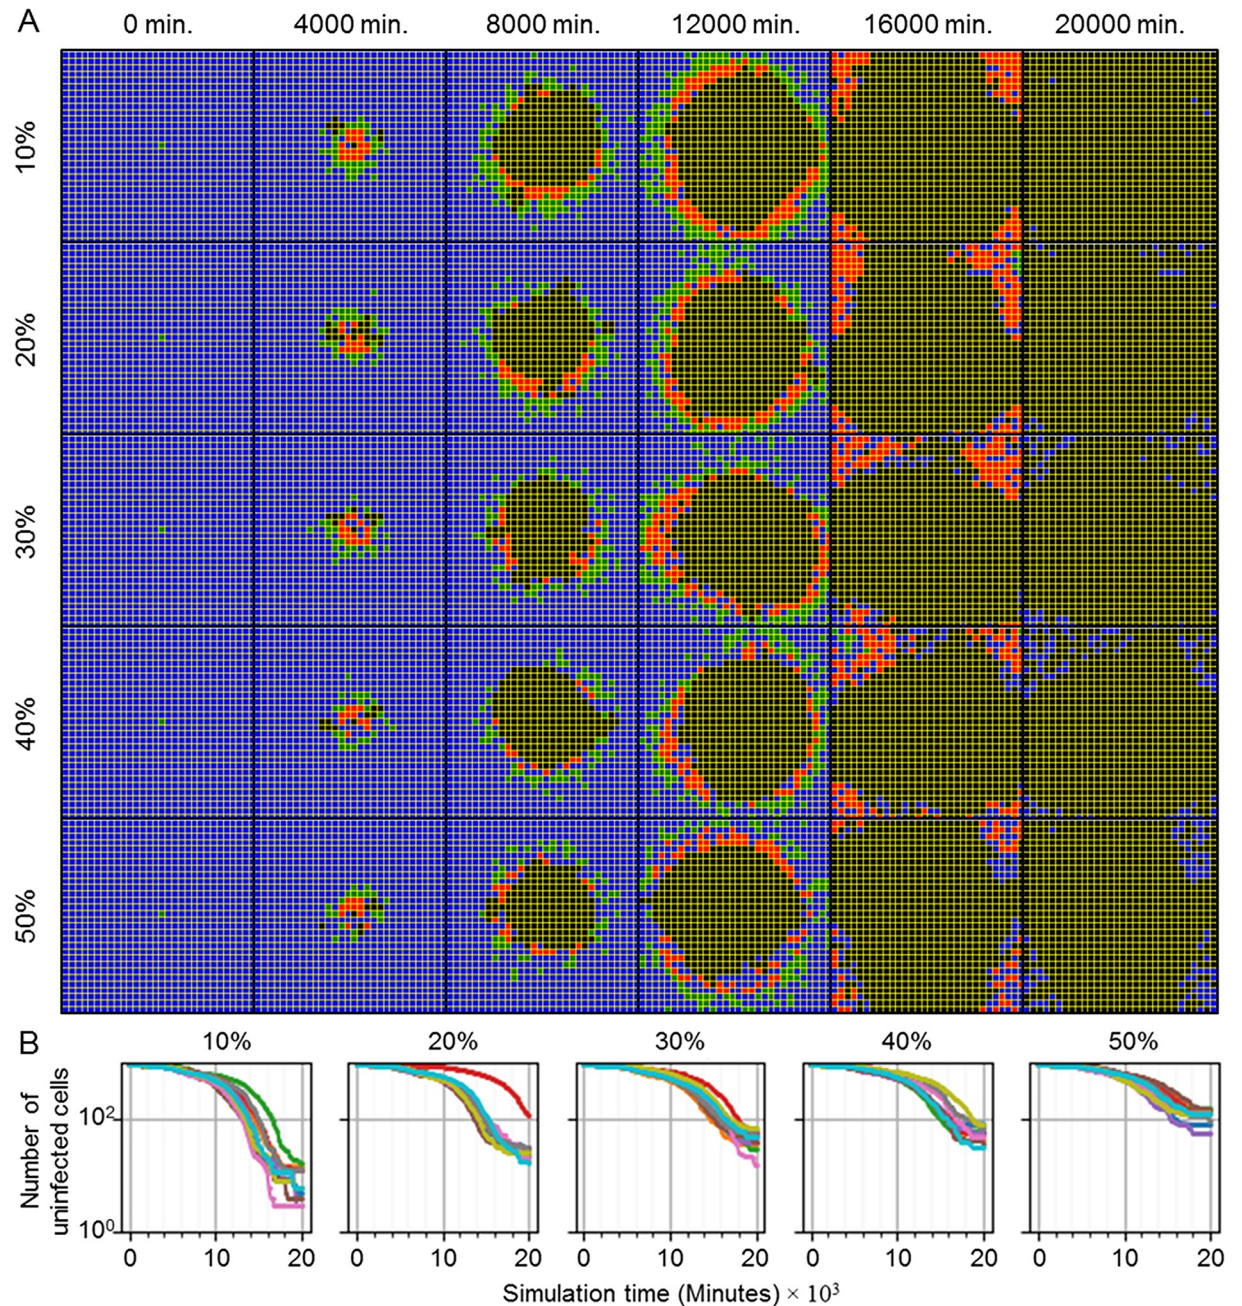 A
0 min. 4000 min. 8000 min. 12000 min. 16000 min. 20000 min.
10%
20%
30%
40%
50%
B
10% 20% 30% 40% 50%
Number of
uninfected cells
10²
10⁰
0 10 20 0 10 20 0 10 20 0 10 20 0 10 20
Simulation time (Minutes) × 10³